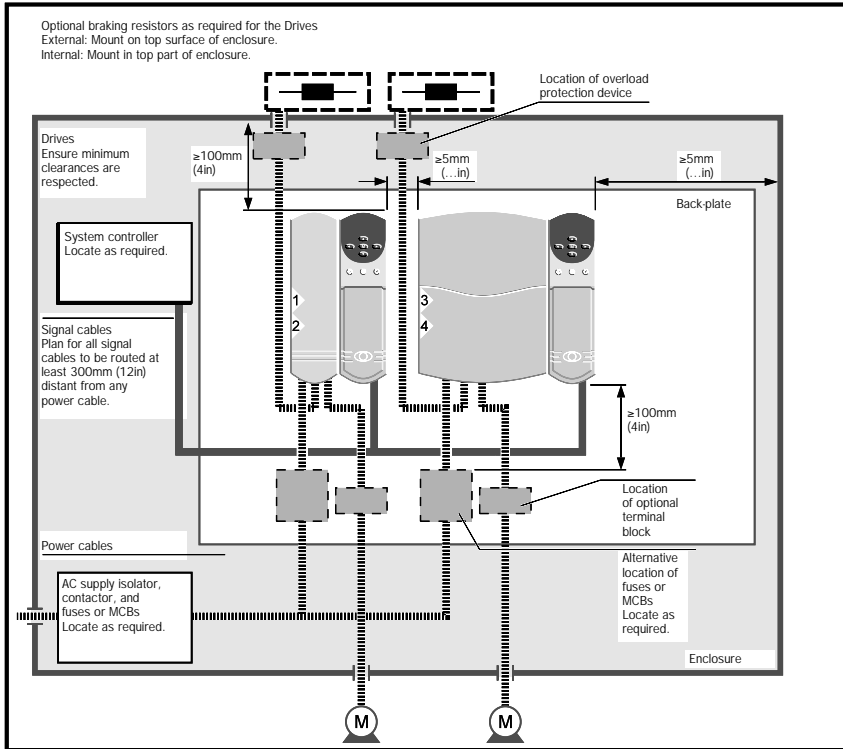 Optional braking resistors as required for the Drives
External: Mount on top surface of enclosure.
Internal: Mount in top part of enclosure.
Location of overload
protection device
Drives
Ensure minimum
clearances are
respected.
≥100mm
(4in)
≥5mm
(...in)
≥5mm
(...in)
Back-plate
System controller
Locate as required.
1
2
3
4
Signal cables
Plan for all signal
cables to be routed at
least 300mm (12in)
distant from any
power cable.
≥100mm
(4in)
Location
of optional
terminal
block
Power cables
Alternative
location of
fuses or
MCBs
Locate as
required.
AC supply isolator,
contactor, and
fuses or MCBs
Locate as required.
Enclosure
M
M